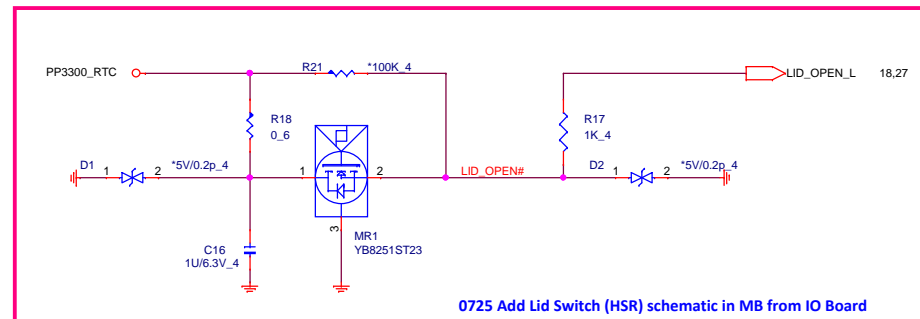 R21 *100K_4
PP3300_RTC
LID_OPEN_L 18,27
R18
0_6
R17
1K_4
D1 1 2 *5V/0.2p_4
1 2
LID_OPEN#
D2 1 2 *5V/0.2p_4
3
MR1
YB8251ST23
C16
1U/6.3V_4
0725 Add Lid Switch (HSR) schematic in MB from IO Board